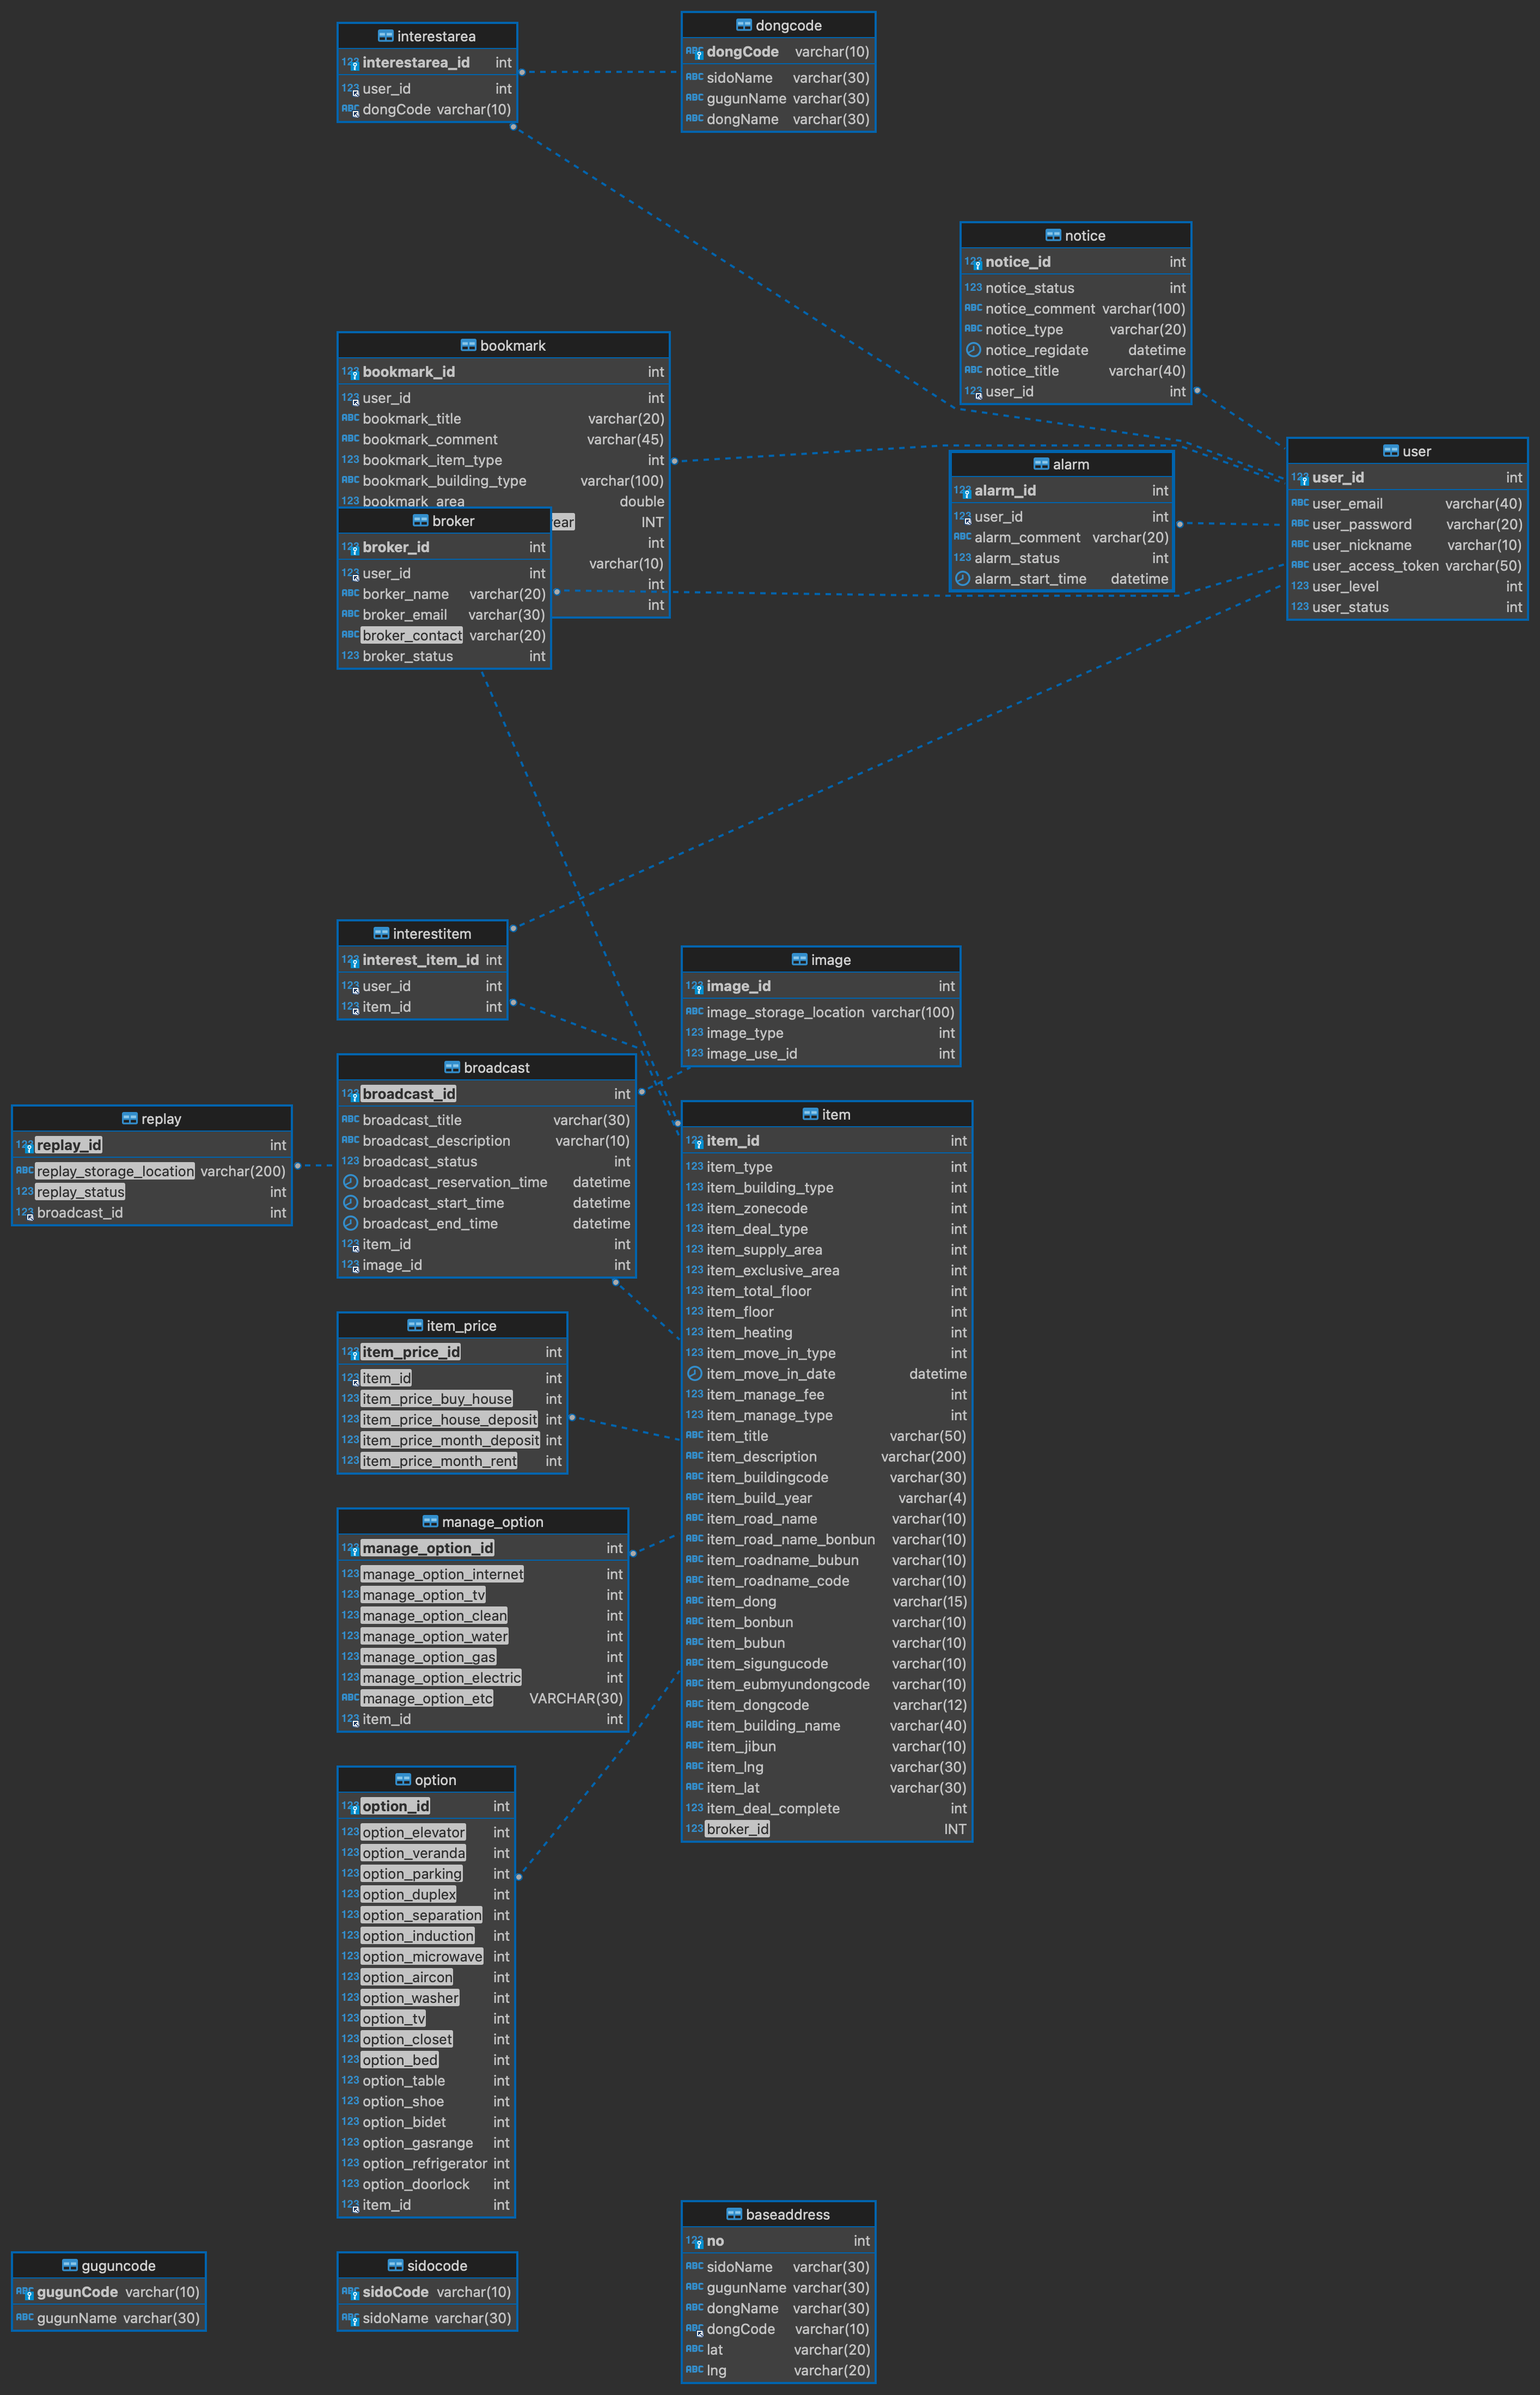 interestarea
interestarea_id int
user_id int
dongCode varchar(10)
dongcode
dongCode varchar(10)
sidoName varchar(30)
gugunName varchar(30)
dongName varchar(30)
notice
notice_id int
notice_status int
notice_comment varchar(100)
notice_type varchar(20)
notice_regidate datetime
notice_title varchar(40)
user_id int
bookmark
bookmark_id int
user_id int
bookmark_title varchar(20)
bookmark_comment varchar(45)
bookmark_item_type int
bookmark_building_type varchar(100)
bookmark_area double
ear INT
int
varchar(10)
int
int
broker
broker_id int
user_id int
borker_name varchar(20)
broker_email varchar(30)
broker_contact varchar(20)
broker_status int
alarm
alarm_id int
user_id int
alarm_comment varchar(20)
alarm_status int
alarm_start_time datetime
user
user_id int
user_email varchar(40)
user_password varchar(20)
user_nickname varchar(10)
user_access_token varchar(50)
user_level int
user_status int
interestitem
interest_item_id int
user_id int
item_id int
image
image_id int
image_storage_location varchar(100)
image_type int
image_use_id int
replay
replay_id int
replay_storage_location varchar(200)
replay_status int
broadcast_id int
broadcast
broadcast_id int
broadcast_title varchar(30)
broadcast_description varchar(10)
broadcast_status int
broadcast_reservation_time datetime
broadcast_start_time datetime
broadcast_end_time datetime
item_id int
image_id int
item
item_id int
item_type int
item_building_type int
item_zonecode int
item_deal_type int
item_supply_area int
item_exclusive_area int
item_total_floor int
item_floor int
item_heating int
item_move_in_type int
item_move_in_date datetime
item_manage_fee int
item_manage_type int
item_title varchar(50)
item_description varchar(200)
item_buildingcode varchar(30)
item_build_year varchar(4)
item_road_name varchar(10)
item_road_name_bonbun varchar(10)
item_roadname_bubun varchar(10)
item_roadname_code varchar(10)
item_dong varchar(15)
item_bonbun varchar(10)
item_bubun varchar(10)
item_sigungucode varchar(10)
item_eubmyundongcode varchar(10)
item_dongcode varchar(12)
item_building_name varchar(40)
item_jibun varchar(10)
item_lng varchar(30)
item_lat varchar(30)
item_deal_complete int
broker_id INT
item_price
item_price_id int
item_id int
item_price_buy_house int
item_price_house_deposit int
item_price_month_deposit int
item_price_month_rent int
manage_option
manage_option_id int
manage_option_internet int
manage_option_tv int
manage_option_clean int
manage_option_water int
manage_option_gas int
manage_option_electric int
manage_option_etc VARCHAR(30)
item_id int
option
option_id int
option_elevator int
option_veranda int
option_parking int
option_duplex int
option_separation int
option_induction int
option_microwave int
option_aircon int
option_washer int
option_tv int
option_closet int
option_bed int
option_table int
option_shoe int
option_bidet int
option_gasrange int
option_refrigerator int
option_doorlock int
item_id int
guguncode
gugunCode varchar(10)
gugunName varchar(30)
sidocode
sidoCode varchar(10)
sidoName varchar(30)
baseaddress
no int
sidoName varchar(30)
gugunName varchar(30)
dongName varchar(30)
dongCode varchar(10)
lat varchar(20)
lng varchar(20)